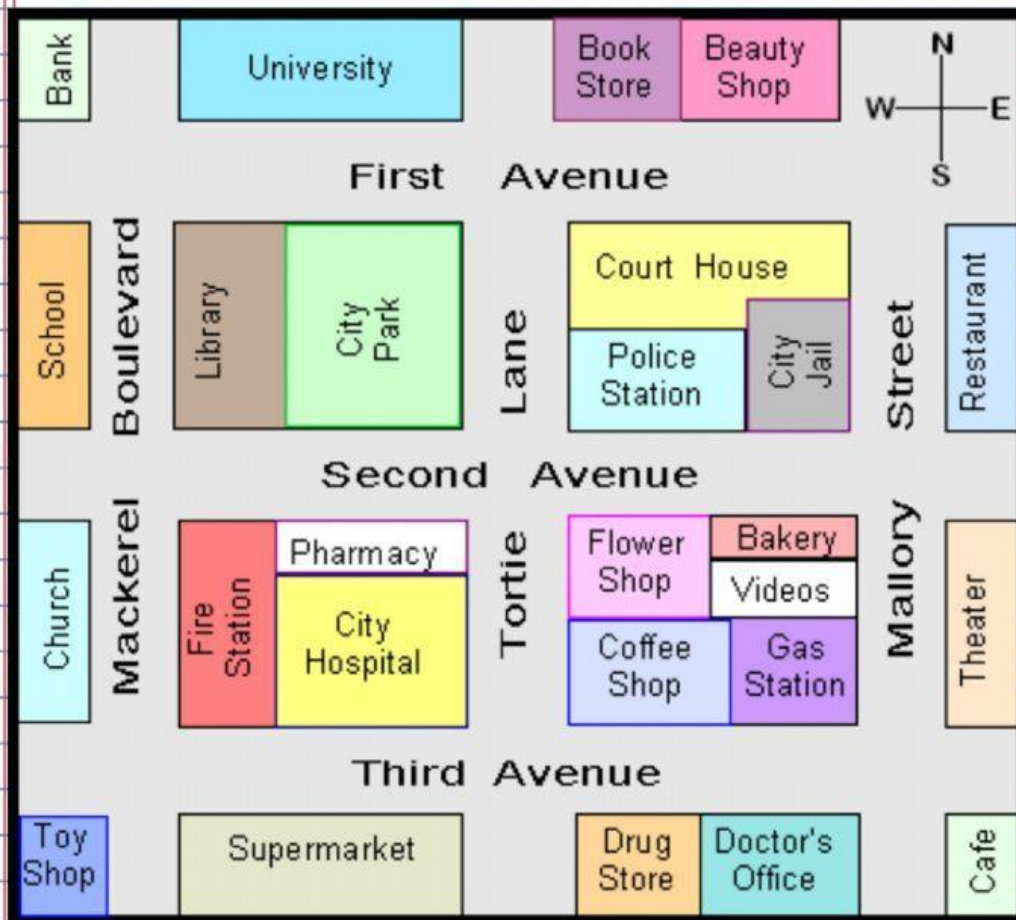 Bank
University
Book
Store
Beauty
Shop
N
W
E
S
First Avenue
School
Boulevard
Library
City
Park
Lane
Court House
Police
Station
City
Jail
Street
Restaurant
Second Avenue
Church
Mackerel
Fire
Station
Pharmacy
City
Hospital
Tortie
Flower
Shop
Bakery
Videos
Coffee
Shop
Gas
Station
Mallory
Theater
Third Avenue
Toy
Shop
Supermarket
Drug
Store
Doctor's
Office
Cafe